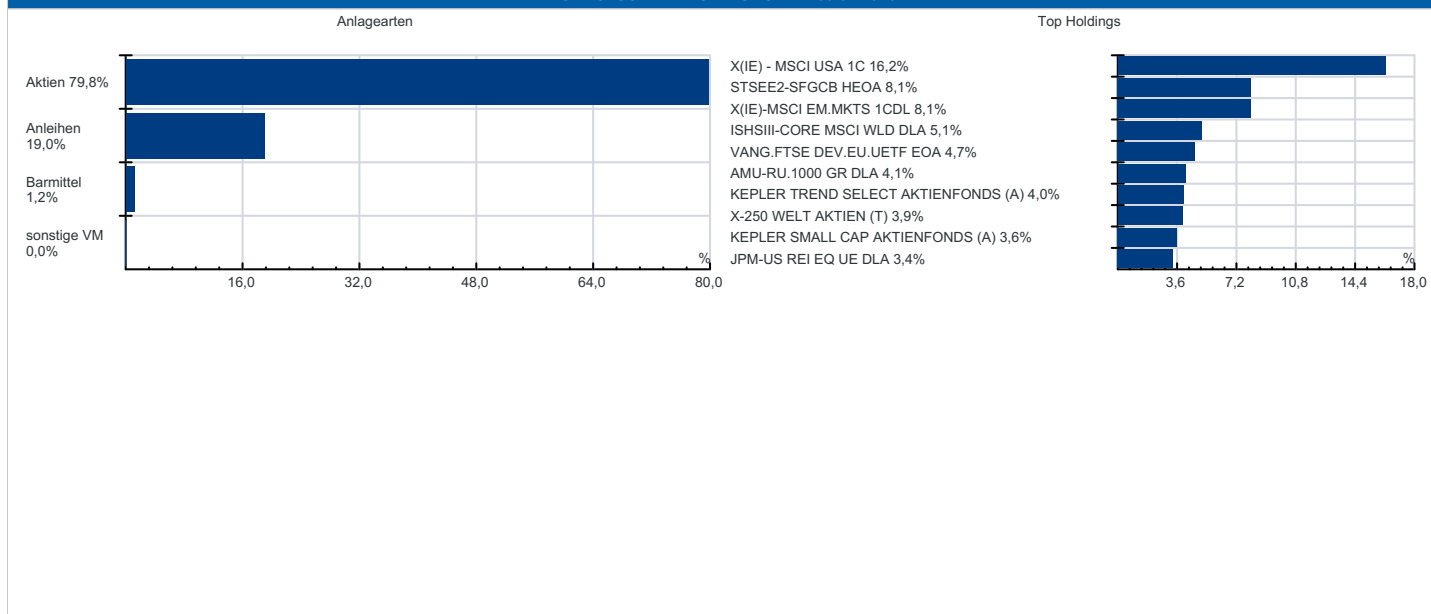 Anlagearten
Aktien 79,8%
Anleihen
19,0%
Barmittel
1,2%
sonstige VM
0,0%
%
16,0 32,0 48,0 64,0 80,0
Top Holdings
X(IE) - MSCI USA 1C 16,2%
STSEE2-SFGCB HEOA 8,1%
X(IE)-MSCI EM.MKTS 1CDL 8,1%
ISHSIII-CORE MSCI WLD DLA 5,1%
VANG.FTSE DEV.EU.UETF EOA 4,7%
AMU-RU.1000 GR DLA 4,1%
KEPLER TREND SELECT AKTIENFONDS (A) 4,0%
X-250 WELT AKTIEN (T) 3,9%
KEPLER SMALL CAP AKTIENFONDS (A) 3,6%
JPM-US REI EQ UE DLA 3,4%
%
3,6 7,2 10,8 14,4 18,0